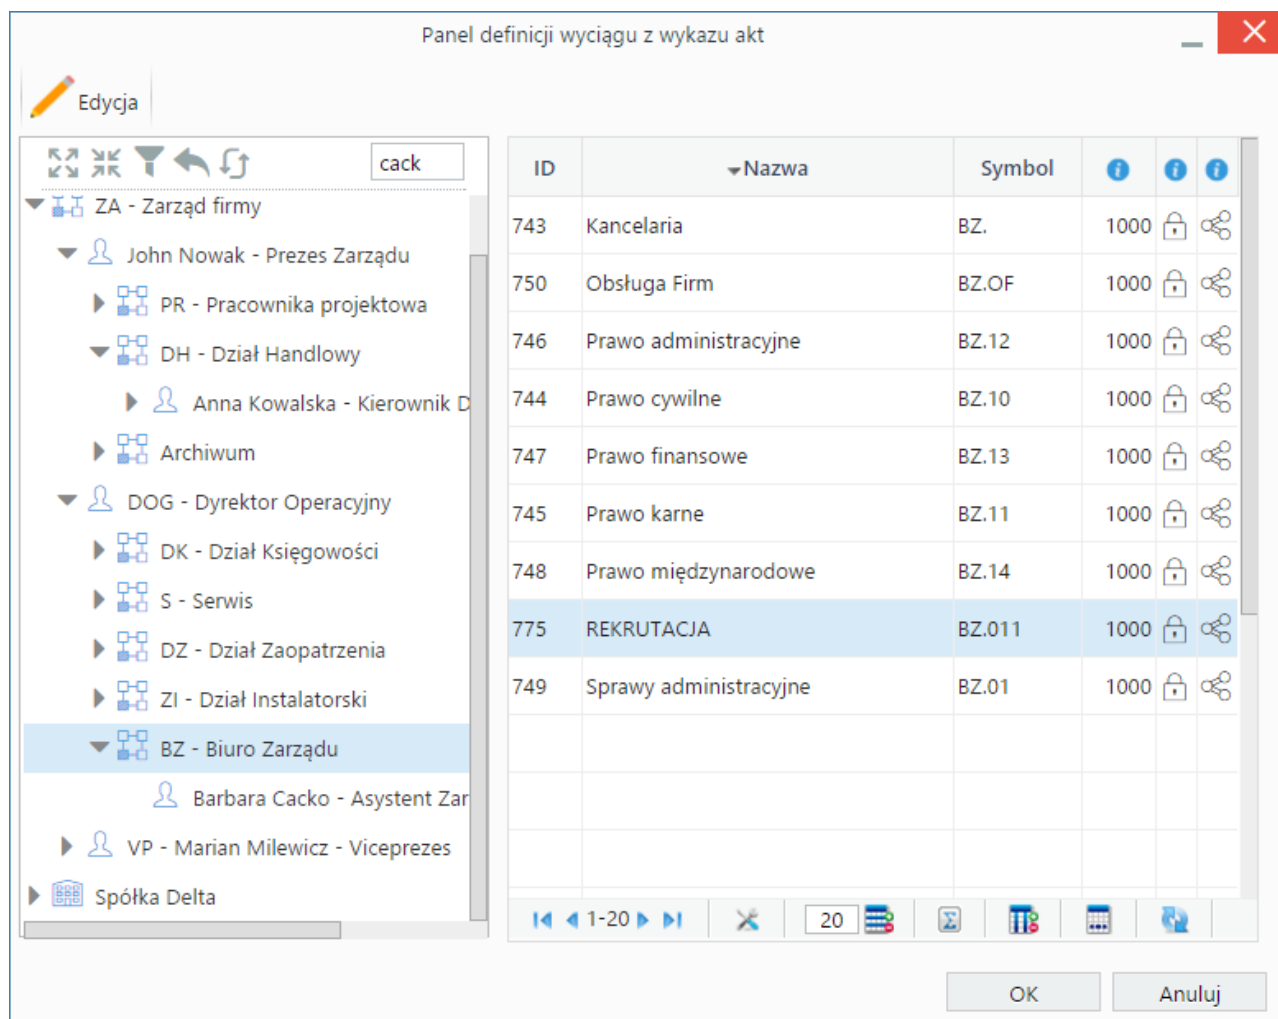 Panel definicji wyciągu z wykazu akt
Edycja
cack
ZA - Zarząd firmy
John Nowak - Prezes Zarządu
PR - Pracownika projektowa
DH - Dział Handlowy
Anna Kowalska - Kierownik D
Archiwum
DOG - Dyrektor Operacyjny
DK - Dział Księgowości
S - Serwis
DZ - Dział Zaopatrzenia
ZI - Dział Instalatorski
BZ - Biuro Zarządu
Barbara Cacko - Asystent Zar
VP - Marian Milewicz - Viceprezes
Spółka Delta
ID Nazwa Symbol
743 Kancelaria BZ. 1000
750 Obsługa Firm BZ.OF 1000
746 Prawo administracyjne BZ.12 1000
744 Prawo cywilne BZ.10 1000
747 Prawo finansowe BZ.13 1000
745 Prawo karne BZ.11 1000
748 Prawo międzynarodowe BZ.14 1000
775 REKRUTACJA BZ.011 1000
749 Sprawy administracyjne BZ.01 1000
1-20 20
OK Anuluj